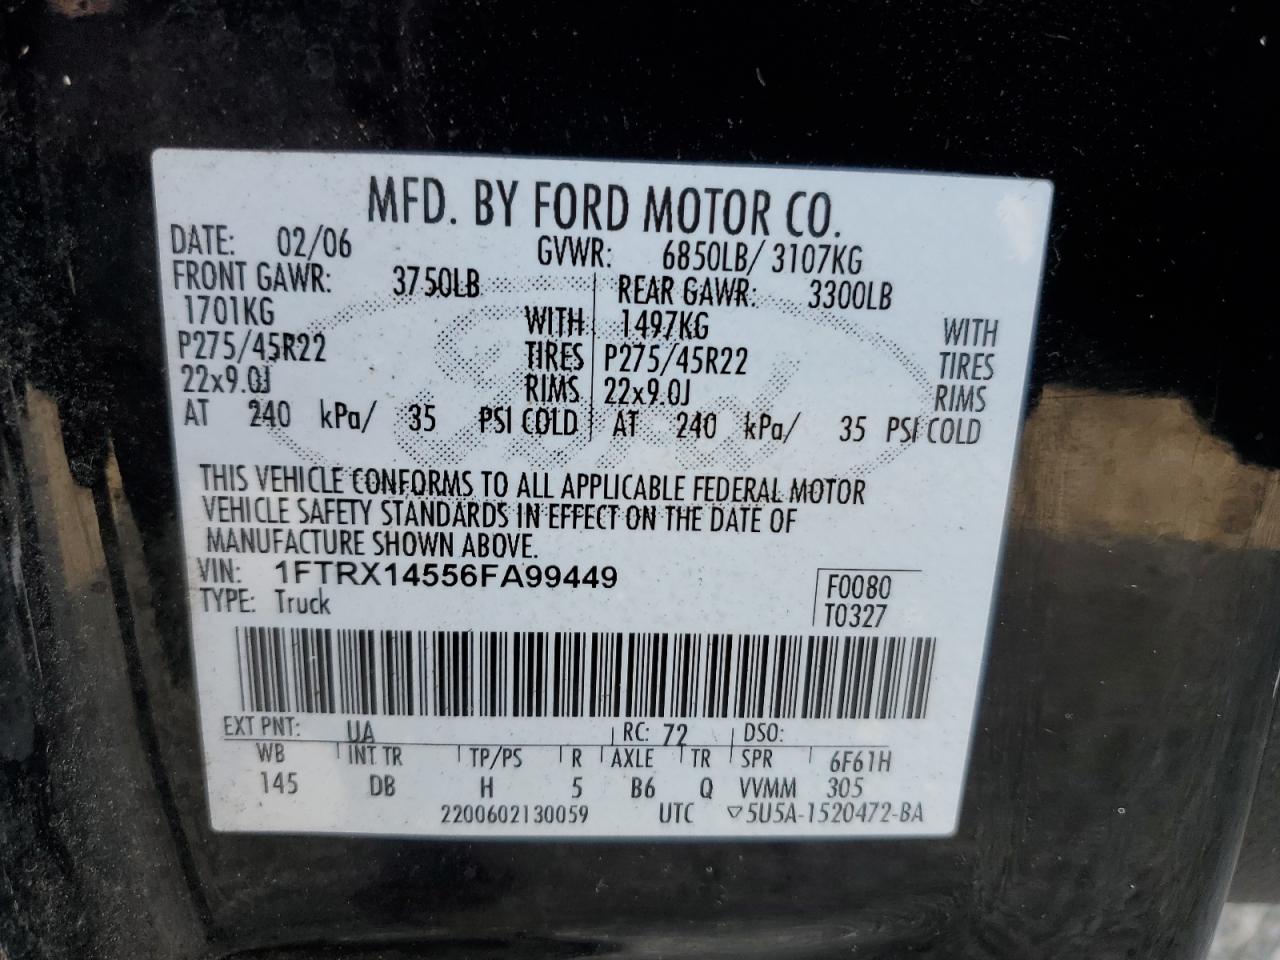 MFD. BY FORD MOTOR CO.
DATE: 02/06 GVWR: 6850LB/ 3107KG
FRONT GAWR: 3750LB REAR GAWR: 3300LB
1701KG WITH 1497KG WITH
P275/45R22 TIRES P275/45R22 TIRES
22x9.0J RIMS 22x9.0J RIMS
AT 240 kPa/ 35 PSI COLD AT 240 kPa/ 35 PSI COLD
THIS VEHICLE CONFORMS TO ALL APPLICABLE FEDERAL MOTOR
VEHICLE SAFETY STANDARDS IN EFFECT ON THE DATE OF
MANUFACTURE SHOWN ABOVE.
VIN: 1FTRX14556FA99449 F0080
TYPE: Truck T0327
EXT PNT: UA RC: 72 DSO:
WB INT TR TP/PS R AXLE TR SPR 6F61H
145 DB H 5 B6 Q VVMM 305
2200602130059 UTC ▽5U5A-1520472-BA